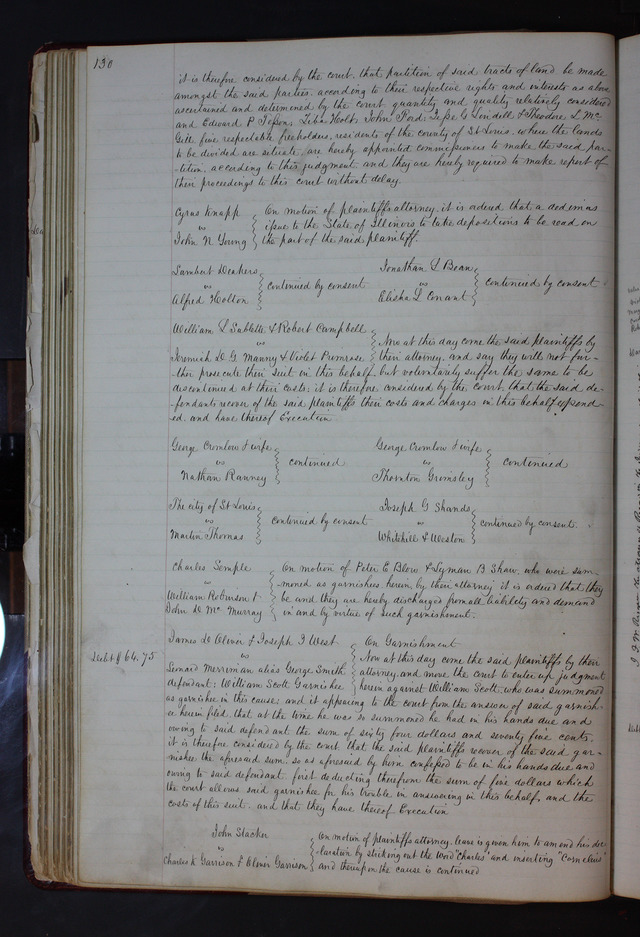 130
it is therefore considered by the court, that partition of said tracts of land be made
amongst the said parties, according to their respective rights and interests as above
ascertained and determined by the court quantity and quality relatively considered
and Edward P. Tesson, Liba Holt, John Ford, Jesse G Lindell & Theodore L. Mc-
Gill five respectable freeholders, residents of the county of St Louis, where the lands
to be divided are situate, are hereby appointed commissioners to make the said par-
-tition, according to this judgment, and they are hereby required to make report of
their proceedings to this court without delay.
Cyrus Knapp
vs
John N Young
On motion of plaintiffs attorney, it is ordered that a dedimus
issue to the State of Illinois to take depositions to be read on
the part of the said plaintiff.
Lambert Deakers
vs
Alfred Holton
continued by consent
Jonathan L Bean
vs
Elisha L Conant
continued by consent
William L Sublette & Robert Campbell
vs
Jeremiah D. G Manny & Violet Primrose
Now at this day come the said plaintiffs by
their attorney, and say they will not fur-
ther prosecute their suit in this behalf, but voluntarily suffer the same to be
discontinued at their costs; it is therefore considered by the court, that the said de-
-fendants recover of the said plaintiffs their costs and charges in this behalf expend-
-ed, and have thereof Execution
George Cromlow & wife
vs
Nathan Ranney
continued
George Cromlow & wife
vs
Thornton Grimsley
continued
The city of St Louis
vs
Martin Thomas
continued by consent
Joseph G Shands
vs
Whitehill & Weston
continued by consent.
Charles Semple
vs
William Robinson &
John D Mc Murray
On motion of Peter E Blow & Lyman B Shaw, who were sum-
-moned as garnishees, herein, by their attorney it is ordered that they
be and they are hereby discharged from all liability and demand
in and by virtue of such garnishment.
James D Oliver & Joseph I West
vs
Leonard Merriman alias George Smith
defendant: William Scott Garnishee
On Garnishment
Debt $ 64.75
Now at this day come the said plaintiffs by their
attorney, and move the court to enter up judgment
herein against William Scott, who was summoned
as garnishee in this cause: and it appearing to the court from the answer of said garnish-
ee herein filed, that at the time he was so summoned he had in his hands due and
owing to said defendant the sum of sixty four dollars and seventy five cents,
it is therefore considered by the court that the said plaintiffs recover of the said gar-
nishee the aforesaid sum, so as aforesaid by him confessed to be in his hands due and
owing to said defendant, first deducting therefrom the sum of five dollars which
the court allows said garnishee for his trouble in answering in this behalf, and the
costs of this suit, and that they have thereof Execution
John Stacker
vs
Charles K Garrison & Oliver Garrison
On motion of plaintiffs attorney, leave is given him to amend his dec-
-laration by striking out the word "Charles" and inserting "Cornelius"
and thereupon the cause is continued